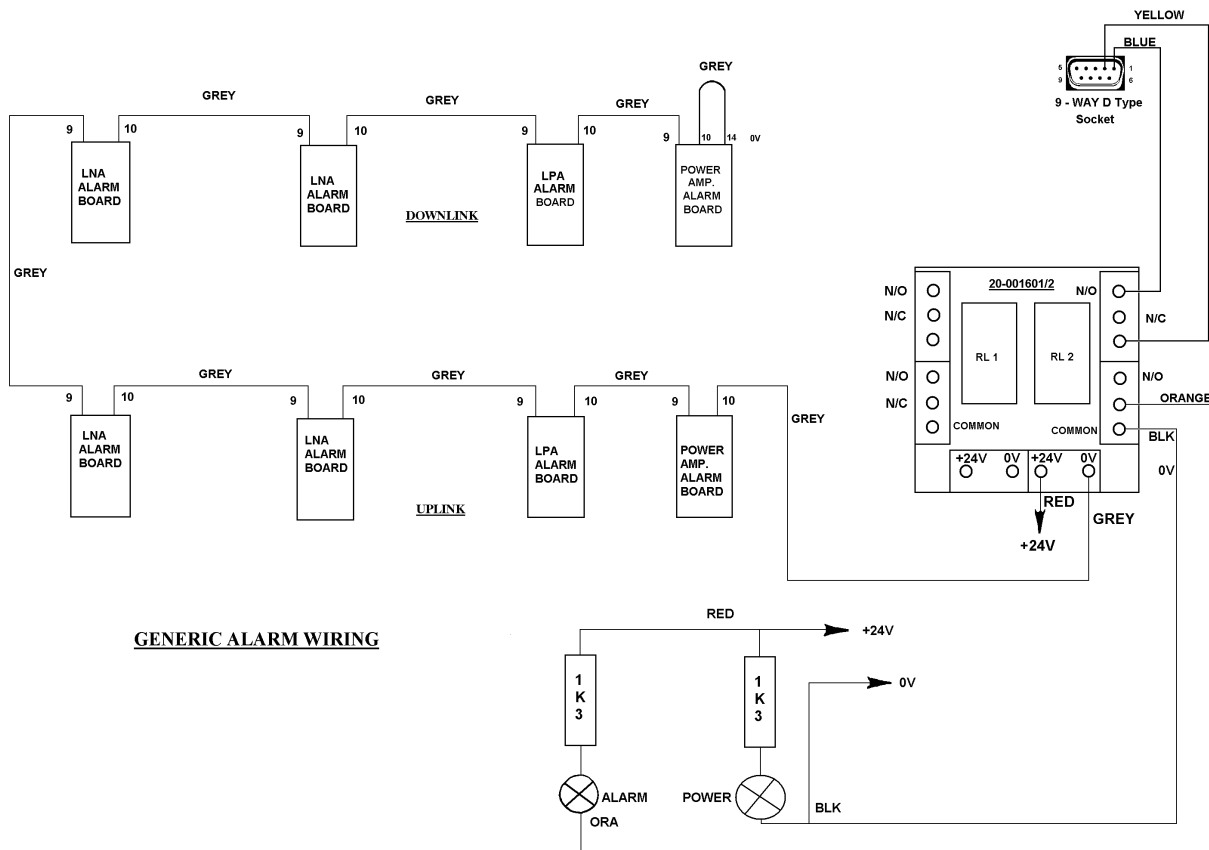 YELLOW
BLUE
5 1
9 6
9 - WAY D Type
Socket
GREY
GREY
GREY
GREY
9 10
9 10
9 10
9 10 14 0V
LNA
ALARM
BOARD
LNA
ALARM
BOARD
LPA
ALARM
BOARD
POWER
AMP.
ALARM
BOARD
DOWNLINK
GREY
20-001601/2
N/O
N/C
N/O
N/C
RL 1
RL 2
N/O
N/C
COMMON
N/O
ORANGE
COMMON
BLK
+24V 0V +24V 0V
0V
RED
GREY
+24V
GREY
GREY
GREY
GREY
9 10
9 10
9 10
9 10
LNA
ALARM
BOARD
LNA
ALARM
BOARD
LPA
ALARM
BOARD
POWER
AMP.
ALARM
BOARD
UPLINK
GENERIC ALARM WIRING
RED
+24V
1
K
3
1
K
3
0V
ALARM
POWER
ORA
BLK